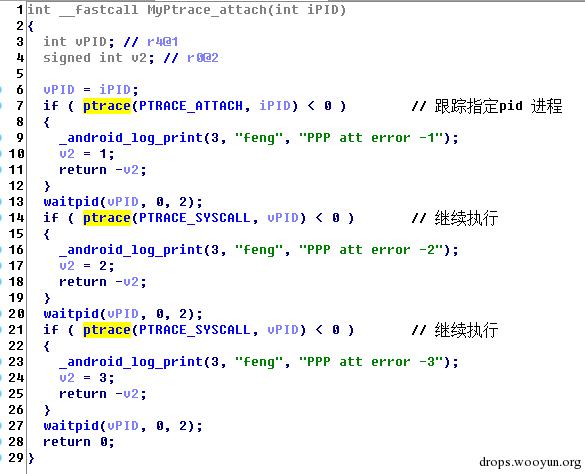 1 int __fastcall MyPtrace_attach(int iPID)
2 {
3 int vPID; // r4@1
4 signed int v2; // r0@2
5
6 vPID = iPID;
7 if ( ptrace(PTRACE_ATTACH, iPID) < 0 ) // 跟踪指定pid 进程
8 {
9 _android_log_print(3, "feng", "PPP att error -1");
10 v2 = 1;
11 return -v2;
12 }
13 waitpid(vPID, 0, 2);
14 if ( ptrace(PTRACE_SYSCALL, vPID) < 0 ) // 继续执行
15 {
16 _android_log_print(3, "feng", "PPP att error -2");
17 v2 = 2;
18 return -v2;
19 }
20 waitpid(vPID, 0, 2);
21 if ( ptrace(PTRACE_SYSCALL, vPID) < 0 ) // 继续执行
22 {
23 _android_log_print(3, "feng", "PPP att error -3");
24 v2 = 3;
25 return -v2;
26 }
27 waitpid(vPID, 0, 2);
28 return 0;
29 }
drops.wooyun.org